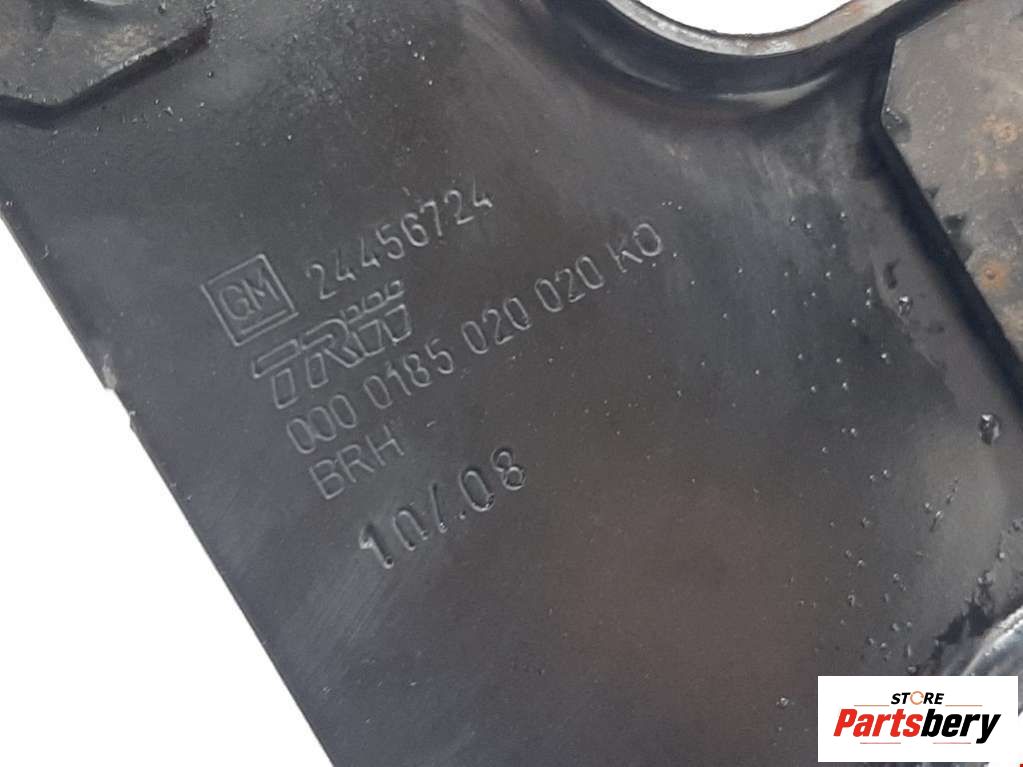 GM 24456724
TRW
000 0185 020 020 KO
BRH
10/.08
STORE
Partsbery